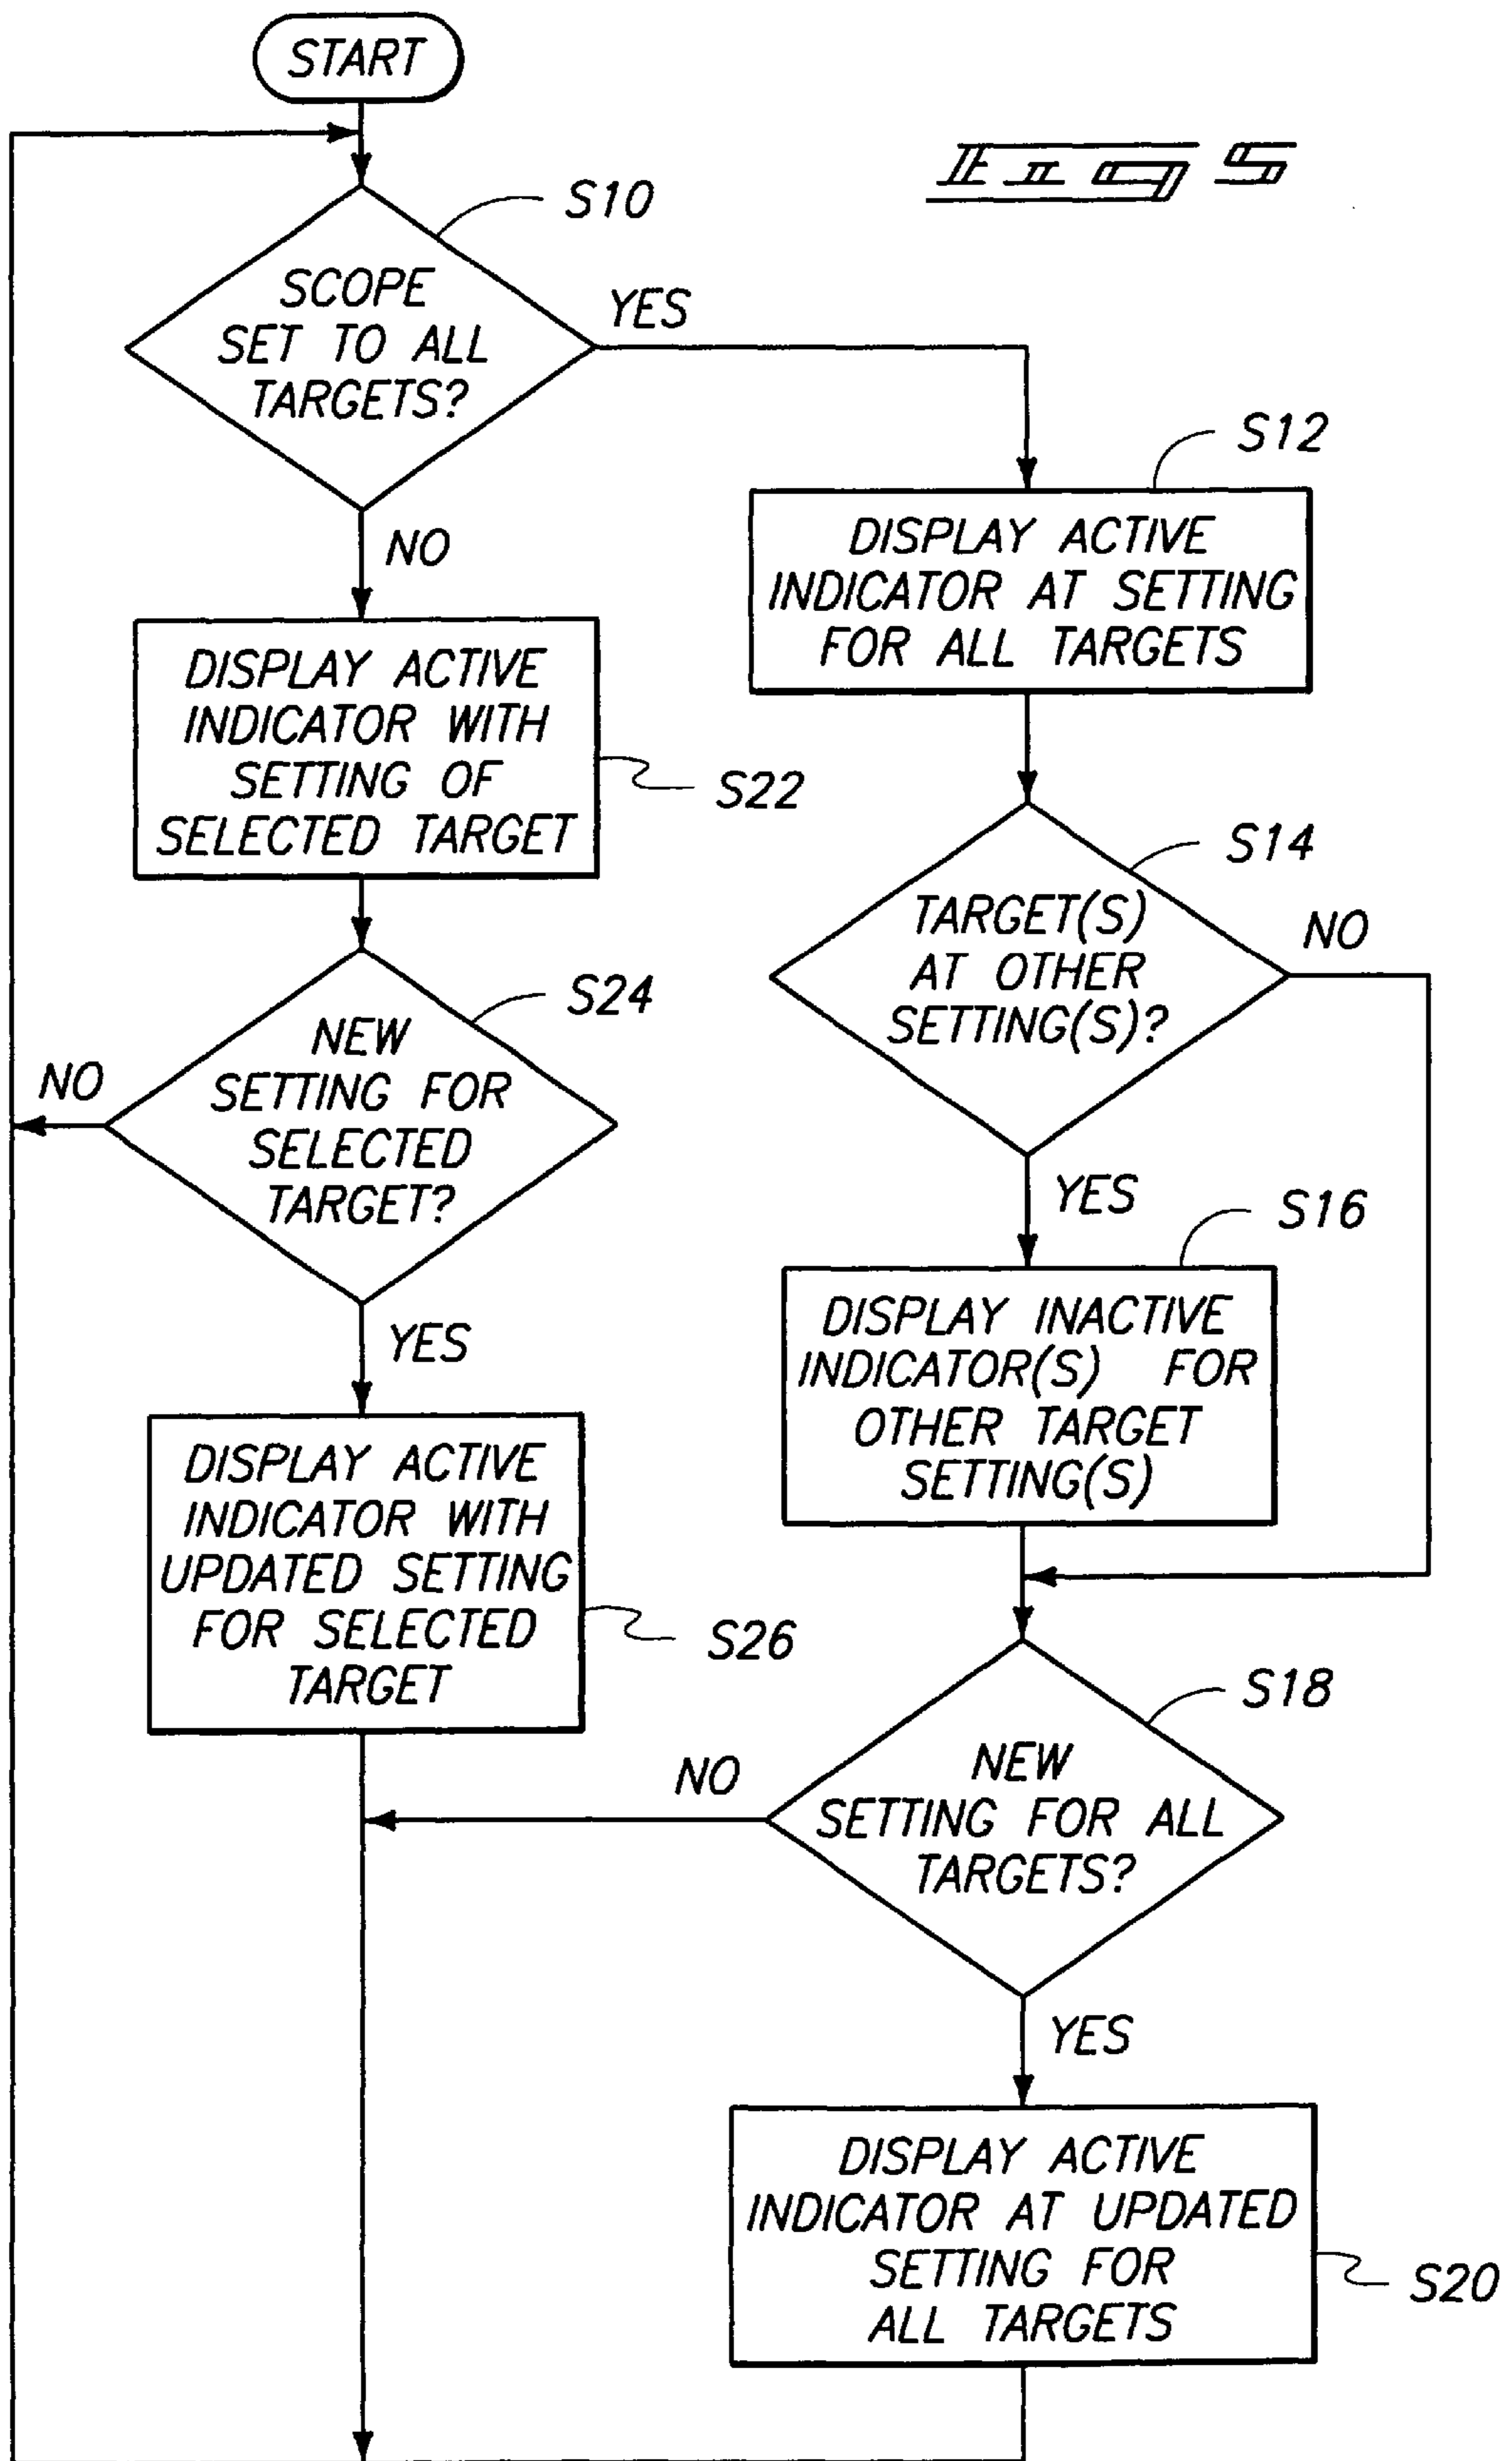 START
Fig 5
S10
SCOPE
SET TO ALL
TARGETS?
YES
NO
S12
DISPLAY ACTIVE
INDICATOR AT SETTING
FOR ALL TARGETS
DISPLAY ACTIVE
INDICATOR WITH
SETTING OF
SELECTED TARGET
S22
S14
TARGET(S)
AT OTHER
SETTING(S)?
NO
YES
S24
NEW
SETTING FOR
SELECTED
TARGET?
NO
YES
S16
DISPLAY INACTIVE
INDICATOR(S) FOR
OTHER TARGET
SETTING(S)
DISPLAY ACTIVE
INDICATOR WITH
UPDATED SETTING
FOR SELECTED
TARGET
S26
S18
NEW
SETTING FOR ALL
TARGETS?
NO
YES
DISPLAY ACTIVE
INDICATOR AT UPDATED
SETTING FOR
ALL TARGETS
S20